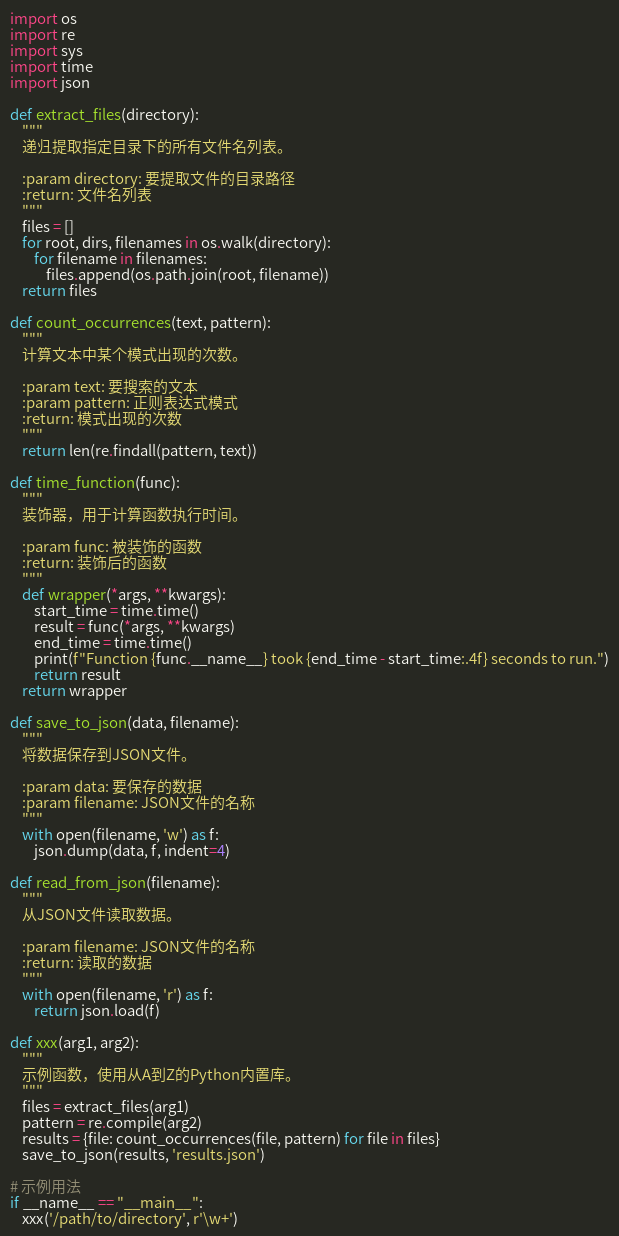 import os
import re
import sys
import time
import json
def extract_files(directory):
"""
递归提取指定目录下的所有文件名列表。
:param directory: 要提取文件的目录路径
:return: 文件名列表
"""
files = []
for root, dirs, filenames in os.walk(directory):
for filename in filenames:
files.append(os.path.join(root, filename))
return files
def count_occurrences(text, pattern):
"""
计算文本中某个模式出现的次数。
:param text: 要搜索的文本
:param pattern: 正则表达式模式
:return: 模式出现的次数
"""
return len(re.findall(pattern, text))
def time_function(func):
"""
装饰器，用于计算函数执行时间。
:param func: 被装饰的函数
:return: 装饰后的函数
"""
def wrapper(*args, **kwargs):
start_time = time.time()
result = func(*args, **kwargs)
end_time = time.time()
print(f"Function {func.__name__} took {end_time - start_time:.4f} seconds to run.")
return result
return wrapper
def save_to_json(data, filename):
"""
将数据保存到JSON文件。
:param data: 要保存的数据
:param filename: JSON文件的名称
"""
with open(filename, 'w') as f:
json.dump(data, f, indent=4)
def read_from_json(filename):
"""
从JSON文件读取数据。
:param filename: JSON文件的名称
:return: 读取的数据
"""
with open(filename, 'r') as f:
return json.load(f)
def xxx(arg1, arg2):
"""
示例函数，使用从A到Z的Python内置库。
"""
files = extract_files(arg1)
pattern = re.compile(arg2)
results = {file: count_occurrences(file, pattern) for file in files}
save_to_json(results, 'results.json')
# 示例用法
if __name__ == "__main__":
xxx('/path/to/directory', r'\w+')